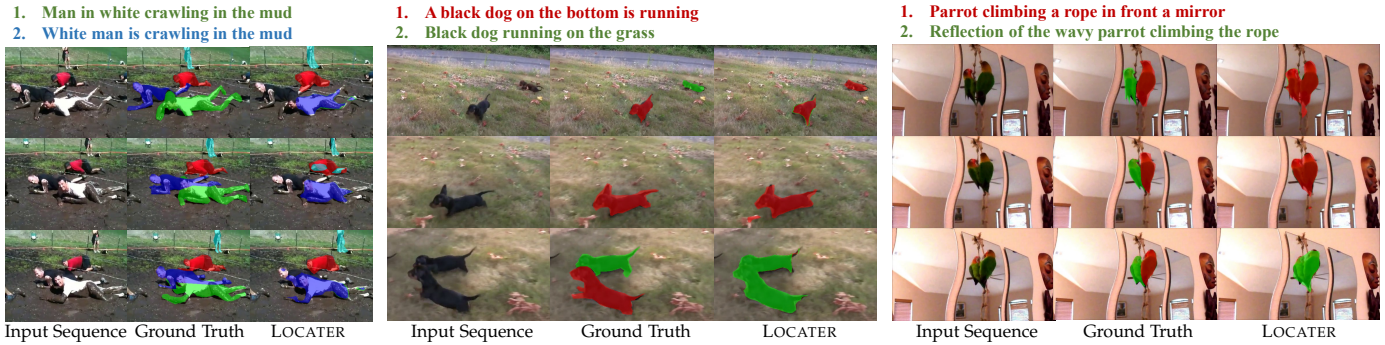 1. Man in white crawling in the mud
2. White man is crawling in the mud
Input Sequence Ground Truth LOCATER
1. A black dog on the bottom is running
2. Black dog running on the grass
Input Sequence Ground Truth LOCATER
1. Parrot climbing a rope in front a mirror
2. Reflection of the wavy parrot climbing the rope
Input Sequence Ground Truth LOCATER